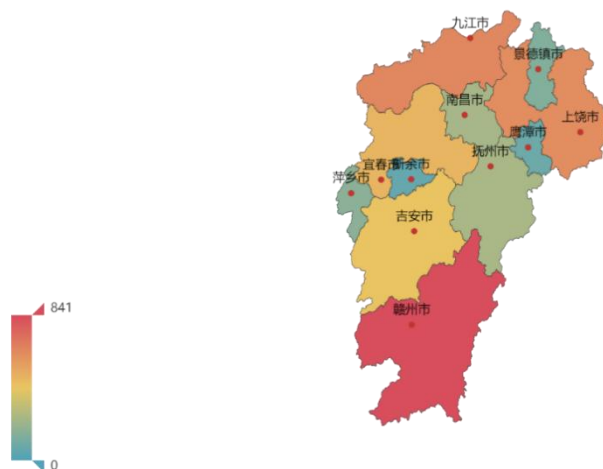 九江市
景德镇市
南昌市
上饶市
鹰潭市
抚州市
宜春市
新余市
萍乡市
吉安市
赣州市
841
0